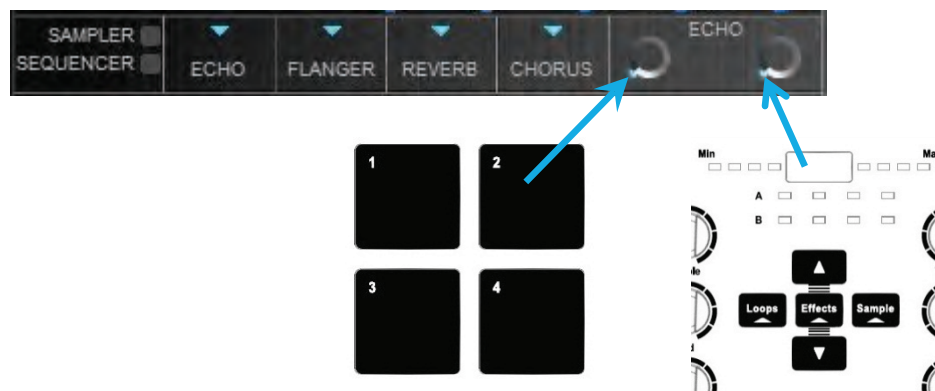 SAMPLER
SEQUENCER
ECHO
FLANGER
REVERB
CHORUS
ECHO
1
2
3
4
Min
A
B
Loops
Effects
Sample